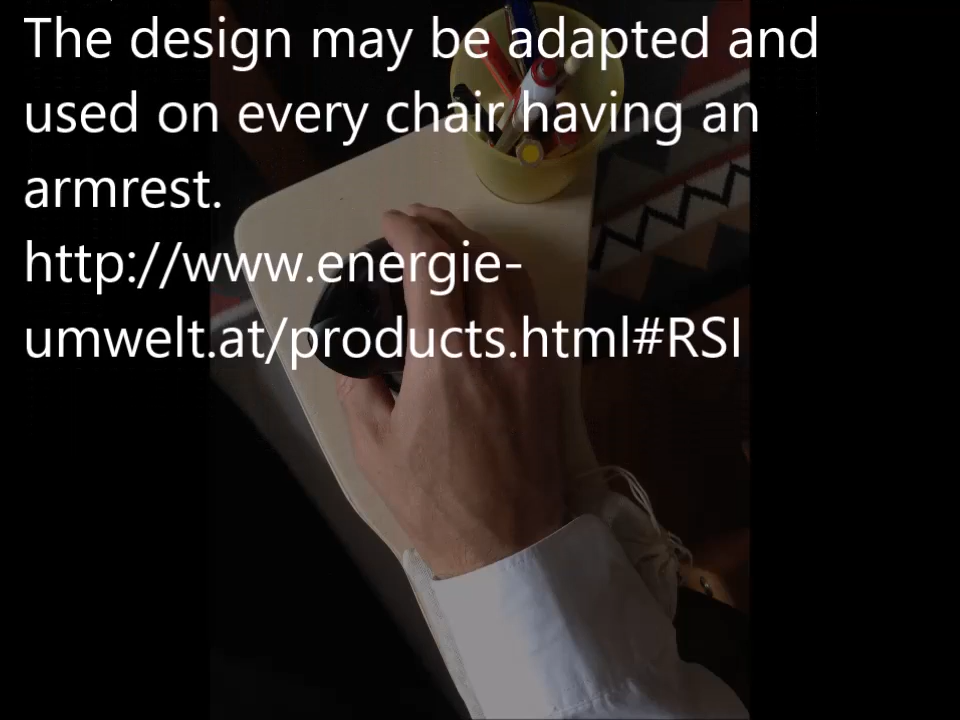 The design may be adapted and
used on every chair having an
armrest.
http://www.energie-
umwelt.at/products.html#RSI